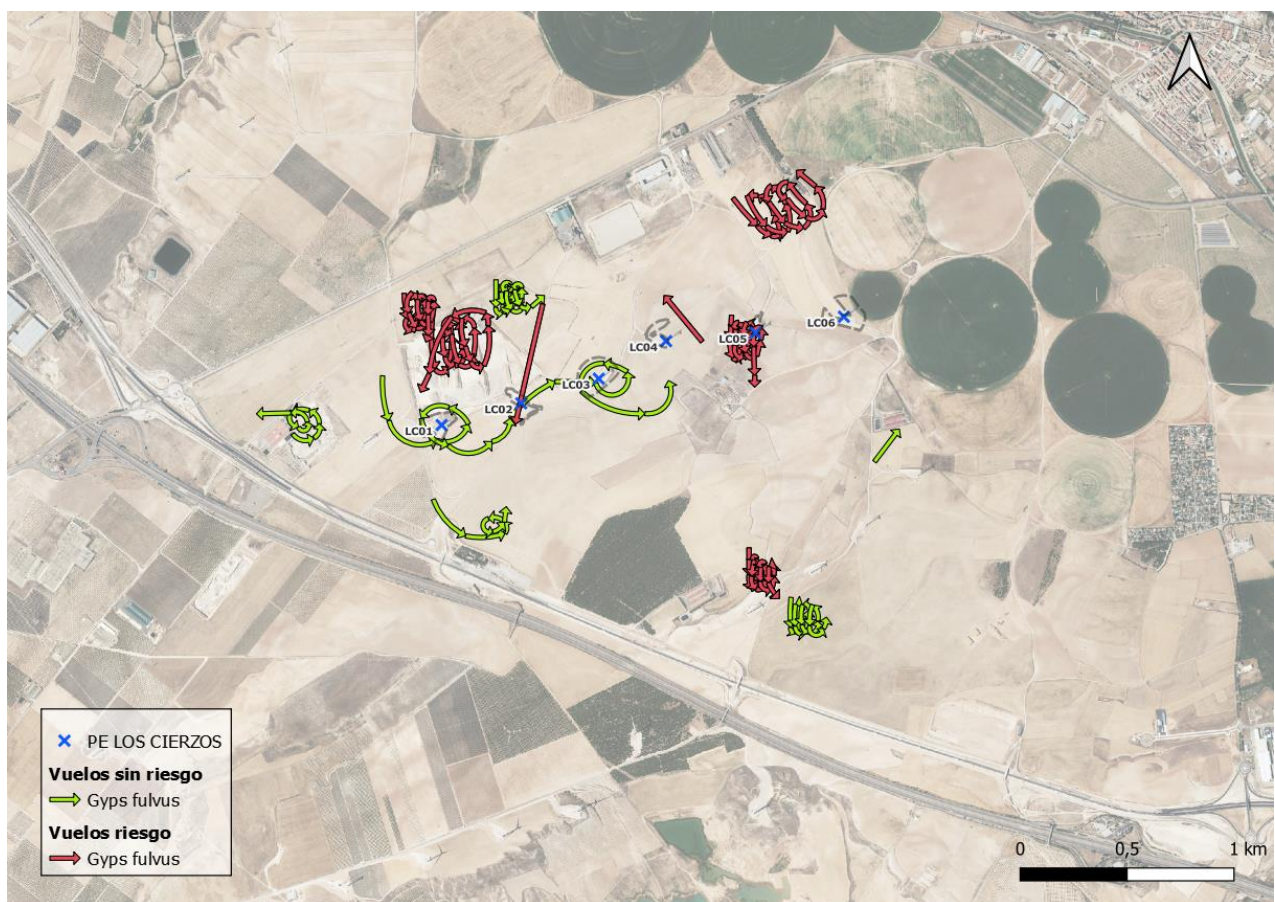 LC06
LC05
LC04
LC03
LC02
LC01
PE LOS CIERZOS
Vuelos sin riesgo
Gyps fulvus
Vuelos riesgo
Gyps fulvus
0 0,5 1 km